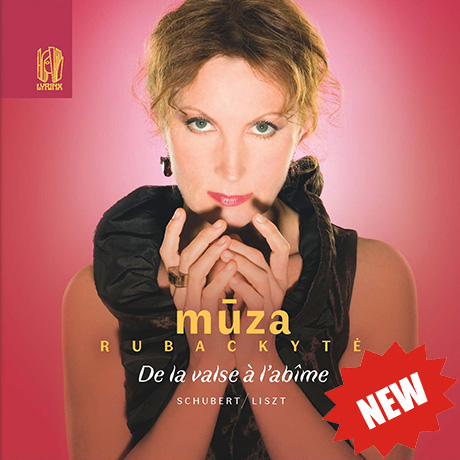 LYRINX
mūza
RUBACKYTĖ
De la valse à l'abîme
SCHUBERT / LISZT
NEW